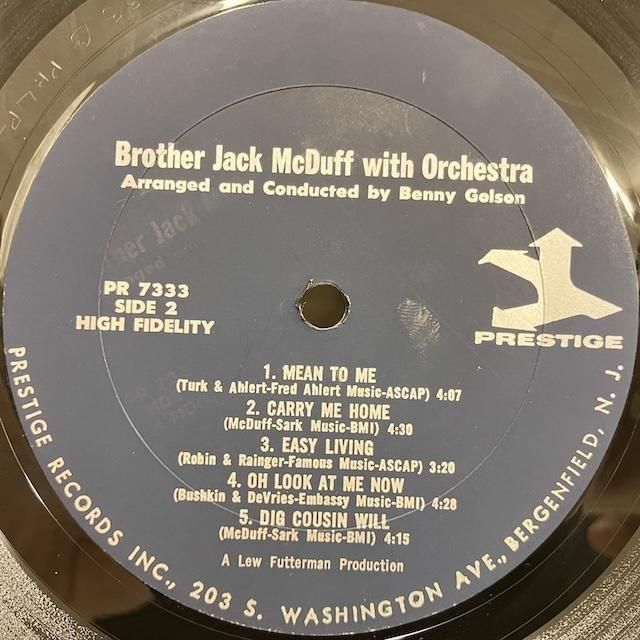 Brother Jack McDuff with Orchestra
Arranged and Conducted by Benny Golson
PR 7333
SIDE 2
HIGH FIDELITY
PRESTIGE
1. MEAN TO ME
(Turk & Ahlert-Fred Ahlert Music-ASCAP) 4:07
2. CARRY ME HOME
(McDuff-Sark Music-BMI) 4:30
3. EASY LIVING
(Robin & Rainger-Famous Music-ASCAP) 3:20
4. OH LOOK AT ME NOW
(Bushkin & DeVries-Embassy Music-BMI) 4:28
5. DIG COUSIN WILL
(McDuff-Sark Music-BMI) 4:15
A Lew Futterman Production
PRESTIGE RECORDS INC., 203 S. WASHINGTON AVE., BERGENFIELD, N. J.